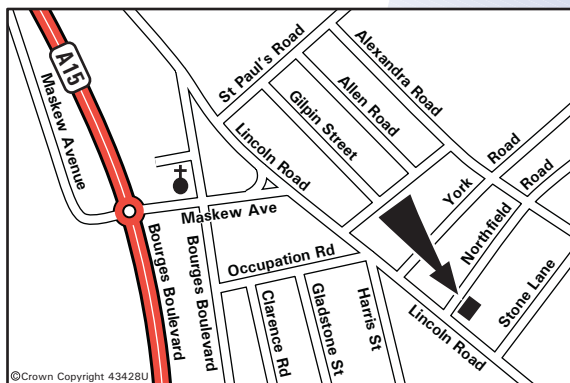 A15
Maskew Avenue
St Paul's Road
Alexandra Road
Allen Road
Gilpin Street
Lincoln Road
York
Road
Northfield
Road
Maskew Ave
Bourges Boulevard
Bourges Boulevard
Occupation Rd
Clarence Rd
Gladstone St
Harris St
Lincoln Road
Stone Lane
©Crown Copyright 43428U